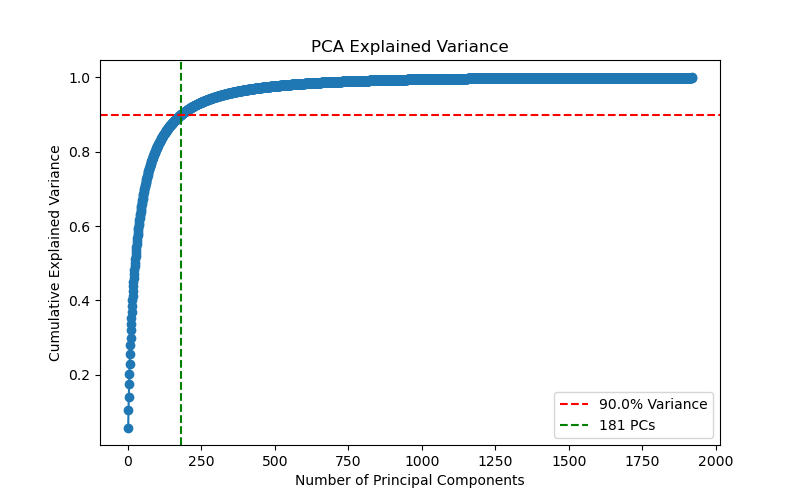 PCA Explained Variance
Cumulative Explained Variance
1.0
0.8
0.6
0.4
0.2
90.0% Variance
181 PCs
0 250 500 750 1000 1250 1500 1750 2000
Number of Principal Components